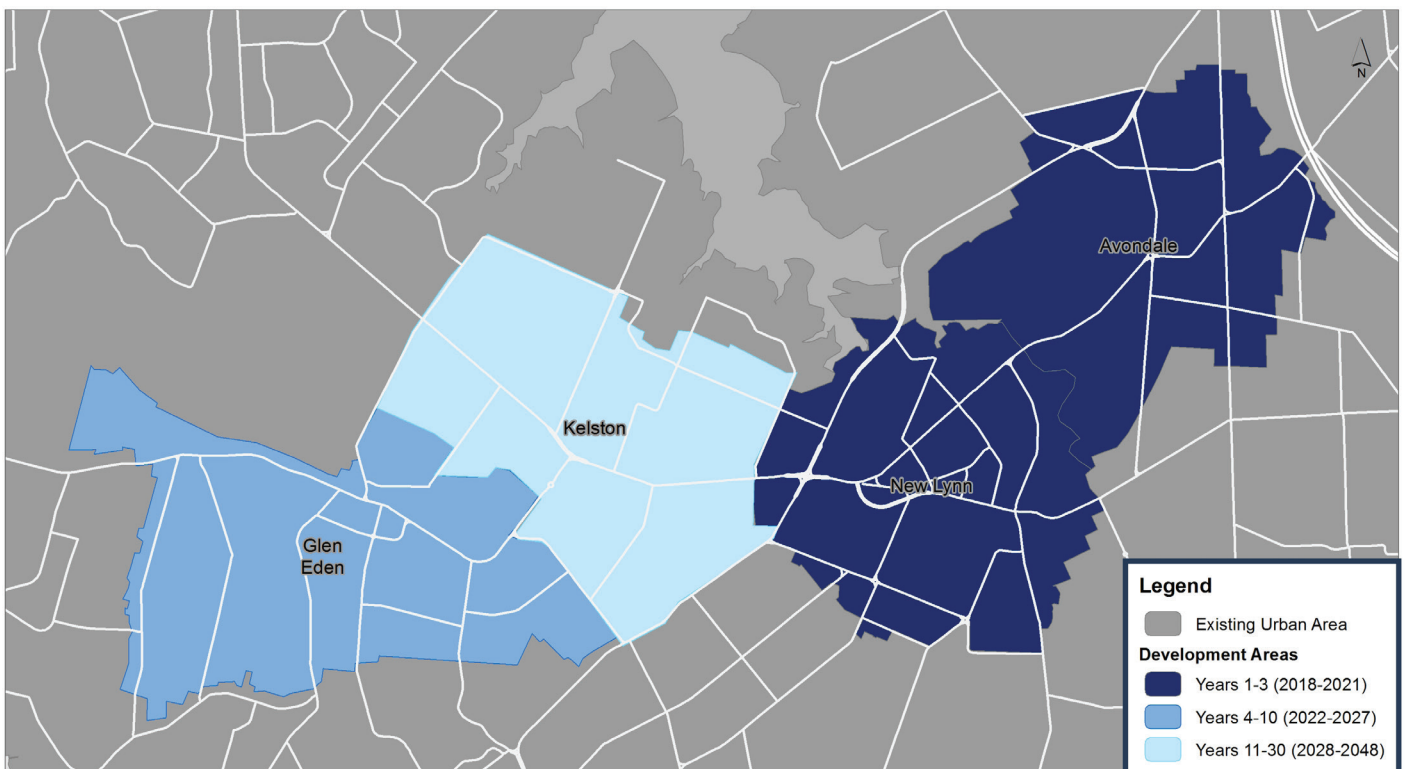 N
Avondale
Kelston
New Lynn
Glen
Eden
Legend
Existing Urban Area
Development Areas
Years 1-3 (2018-2021)
Years 4-10 (2022-2027)
Years 11-30 (2028-2048)